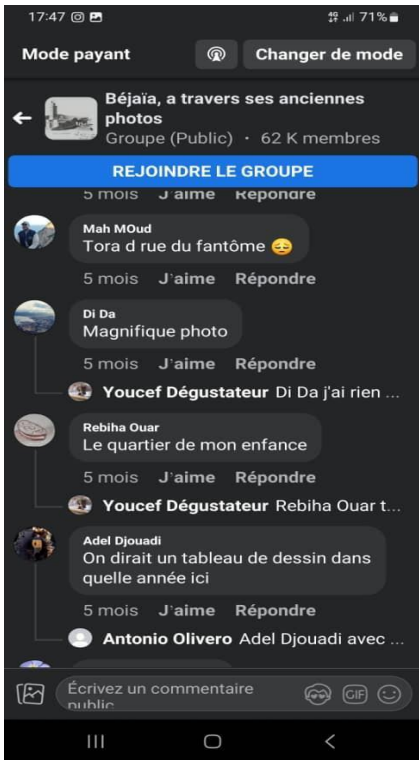 17:47
4G 71%
Mode payant
Changer de mode
Béjaïa, a travers ses anciennes
photos
Groupe (Public) · 62 K membres
REJOINDRE LE GROUPE
5 mois J'aime Répondre
Mah MOud
Tora d rue du fantôme 😔
5 mois J'aime Répondre
Di Da
Magnifique photo
5 mois J'aime Répondre
Youcef Dégustateur Di Da j'ai rien ...
Rebiha Ouar
Le quartier de mon enfance
5 mois J'aime Répondre
Youcef Dégustateur Rebiha Ouar t...
Adel Djouadi
On dirait un tableau de dessin dans
quelle année ici
5 mois J'aime Répondre
Antonio Olivero Adel Djouadi avec ...
Écrivez un commentaire
public
GIF